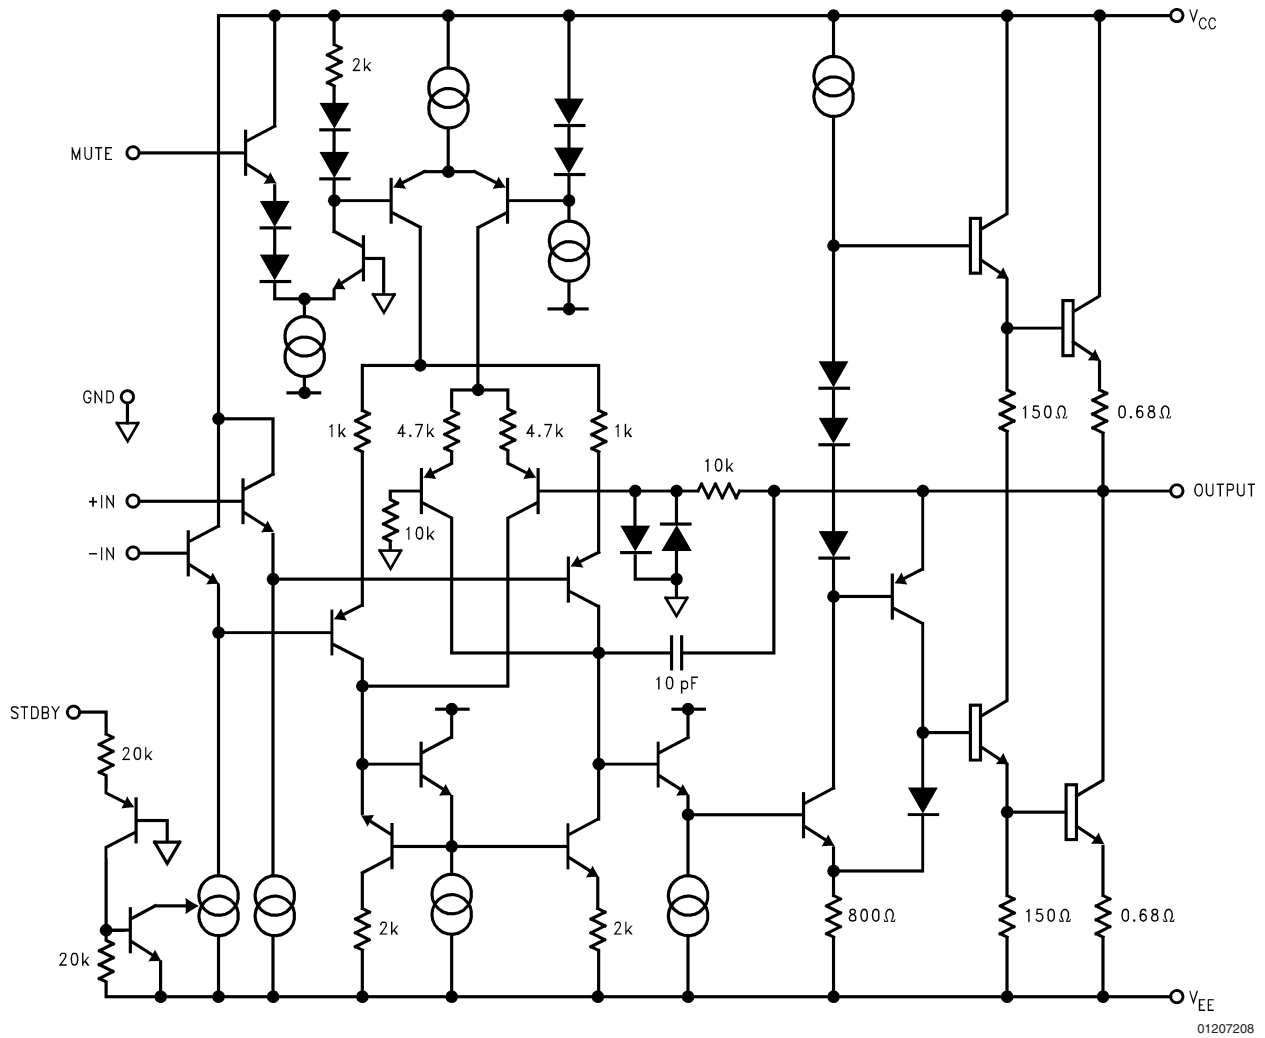 V_CC
2k
MUTE
GND
1k
4.7k
4.7k
1k
150Ω
0.68Ω
10k
OUTPUT
+IN
10k
−IN
10 pF
STDBY
20k
800Ω
150Ω
0.68Ω
2k
2k
20k
V_EE
01207208